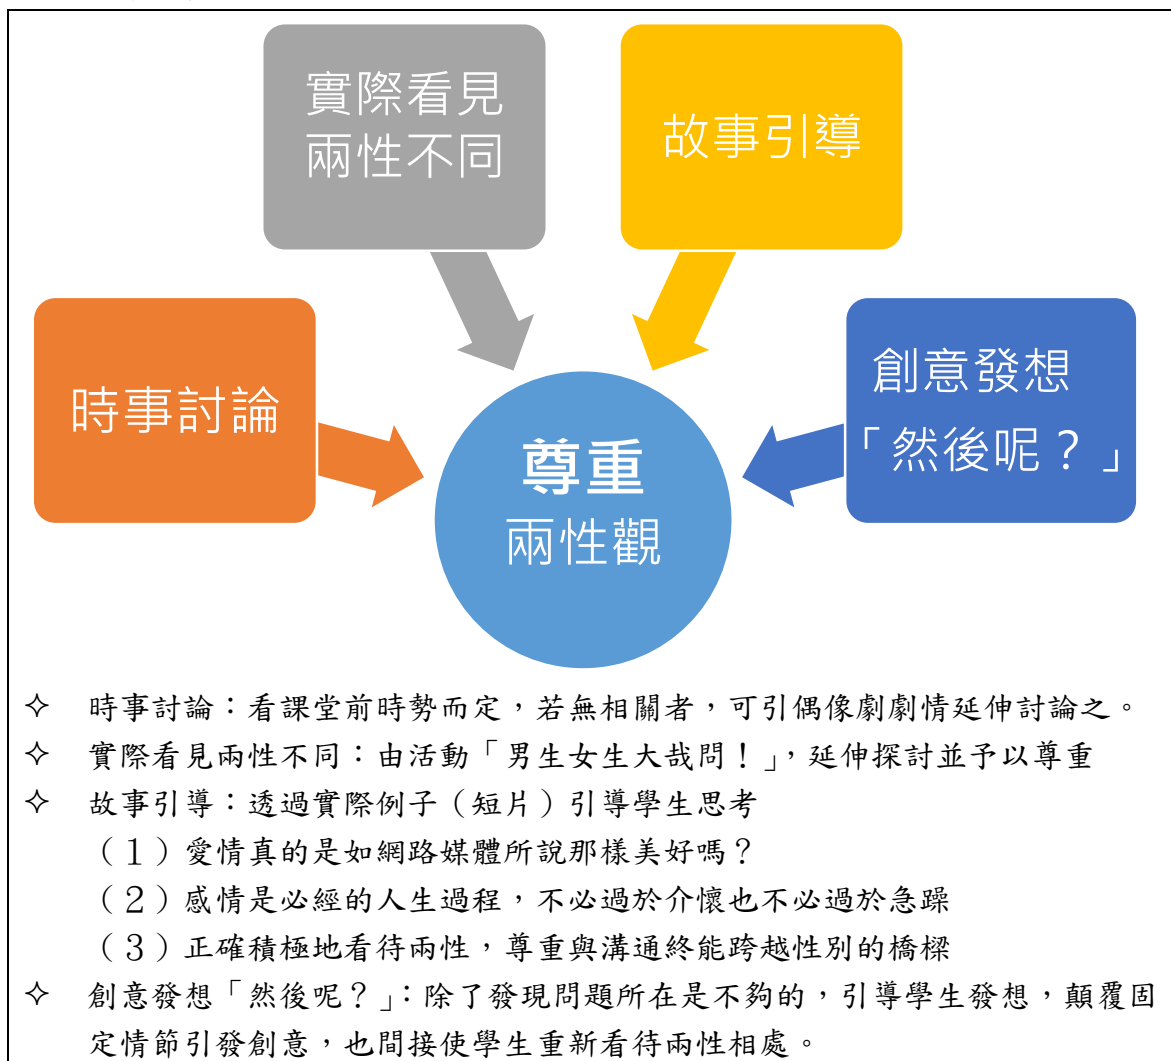 實際看見
兩性不同
故事引導
時事討論
創意發想
「然後呢？」
尊重
兩性觀
✧ 時事討論：看課堂前時勢而定，若無相關者，可引偶像劇劇情延伸討論之。
✧ 實際看見兩性不同：由活動「男生女生大哉問！」，延伸探討並予以尊重
✧ 故事引導：透過實際例子（短片）引導學生思考
（1）愛情真的是如網路媒體所說那樣美好嗎？
（2）感情是必經的人生過程，不必過於介懷也不必過於急躁
（3）正確積極地看待兩性，尊重與溝通終能跨越性別的橋樑
✧ 創意發想「然後呢？」：除了發現問題所在是不夠的，引導學生發想，顛覆固
定情節引發創意，也間接使學生重新看待兩性相處。